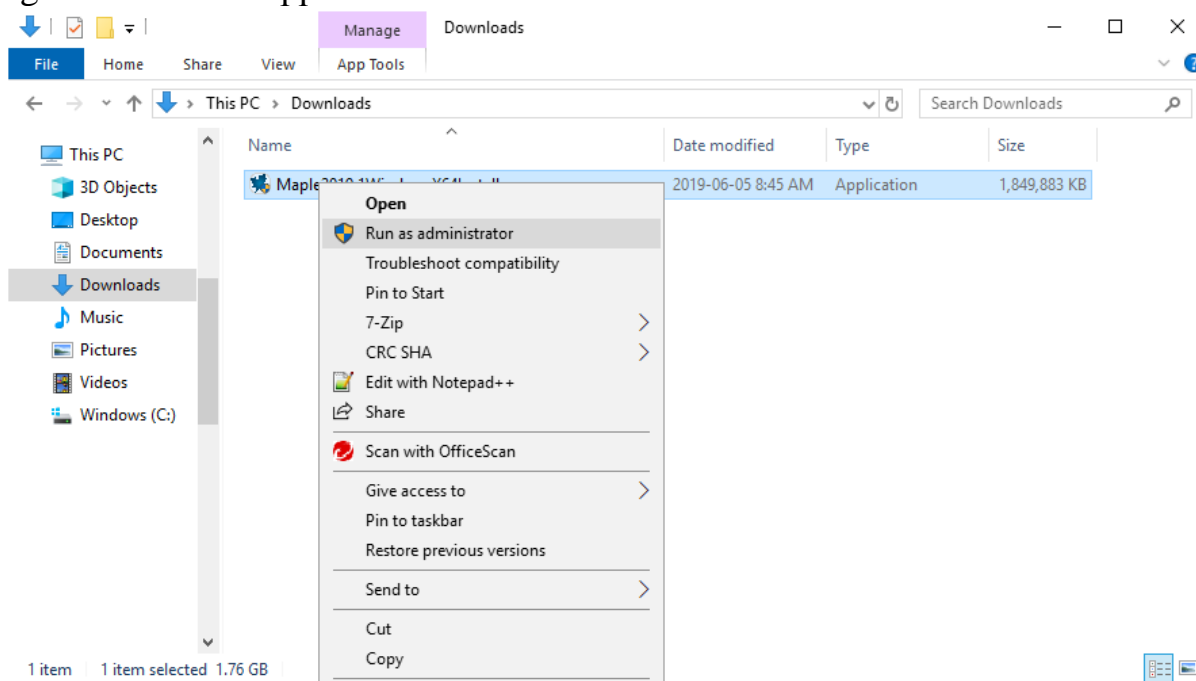 Manage Downloads
File Home Share View App Tools
This PC > Downloads Search Downloads
Name Date modified Type Size
This PC
3D Objects
2019-06-05 8:45 AM Application 1,849,883 KB
Open
Desktop
Run as administrator
Documents
Troubleshoot compatibility
Downloads
Pin to Start
Music
7-Zip
Pictures
CRC SHA
Videos
Edit with Notepad++
Windows (C:)
Share
Scan with OfficeScan
Give access to
Pin to taskbar
Restore previous versions
Send to
Cut
Copy
1 item 1 item selected 1.76 GB